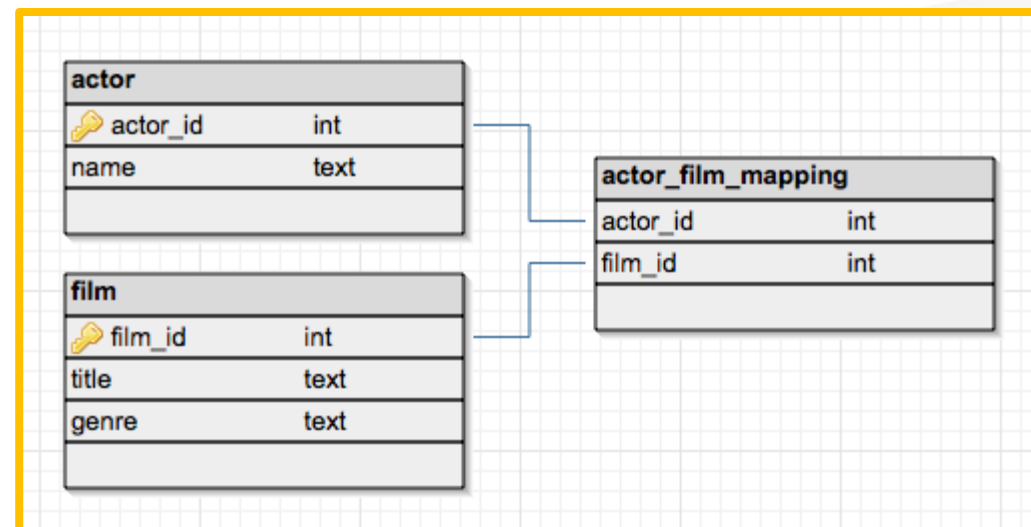 actor
actor_id int
name text
film
film_id int
title text
genre text
actor_film_mapping
actor_id int
film_id int